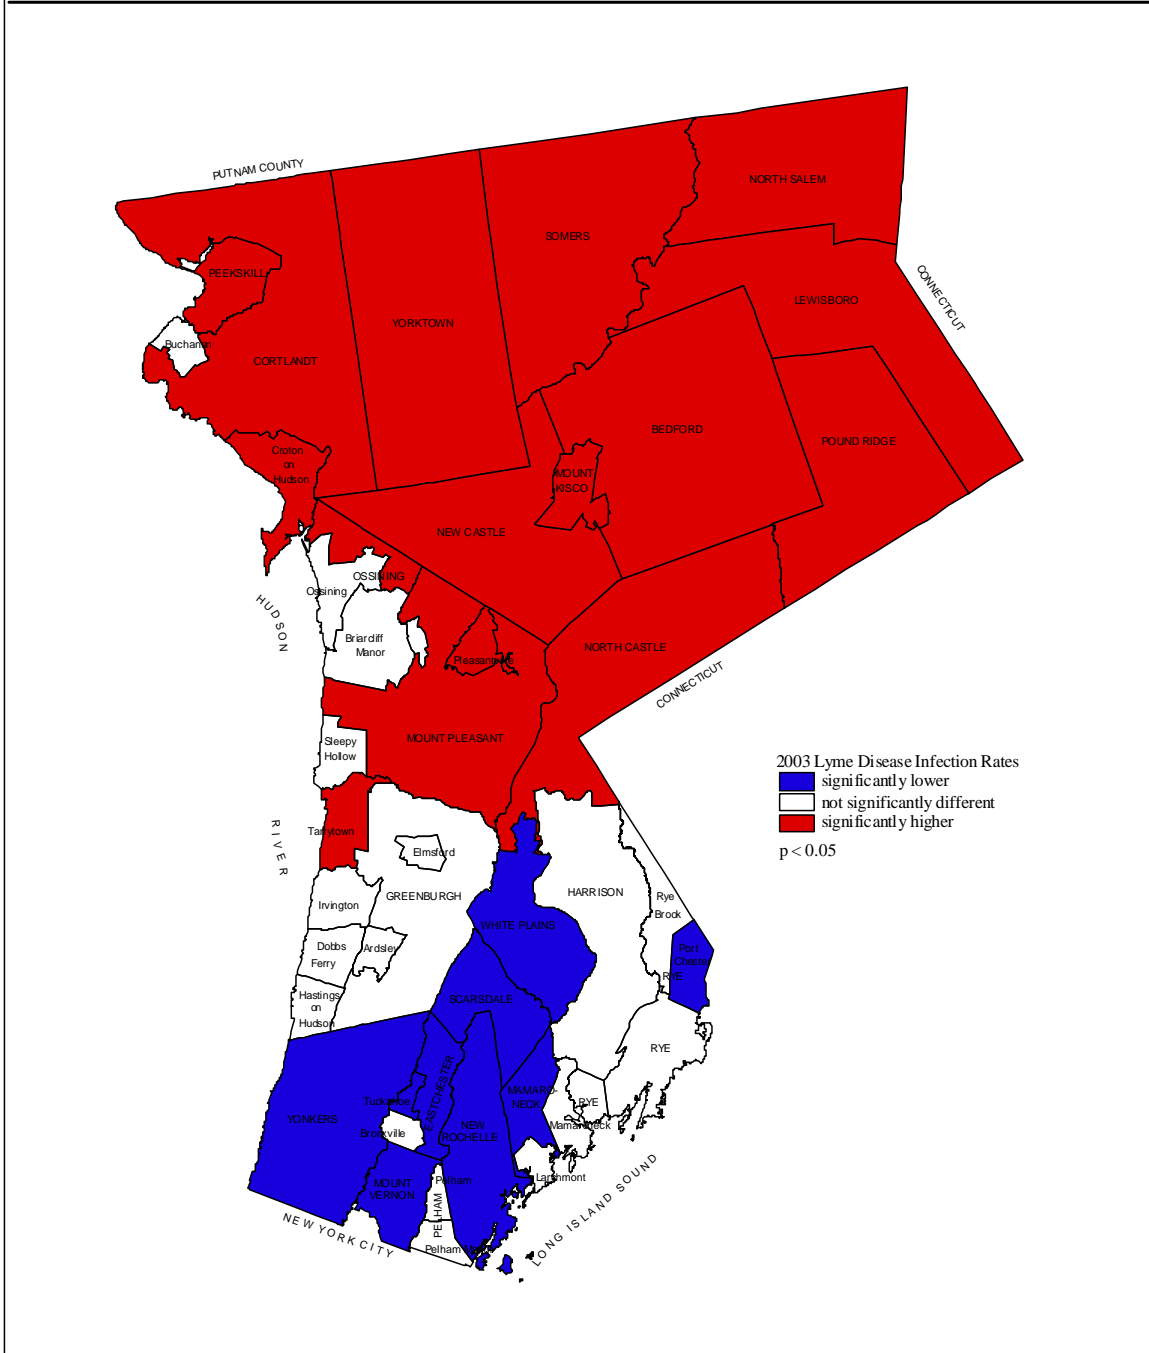 PUTNAM COUNTY
NORTH SALEM
SOMERS
PEEKSKILL
CONNECTICUT
LEWISBORO
YORKTOWN
Buchanan
CORTLANDT
BEDFORD
POUND RIDGE
Croton
on
Hudson
MOUNT
KISCO
NEW CASTLE
OSSINING
Ossining
HUDSON
Briarcliff
Manor
NORTH CASTLE
Pleasantville
CONNECTICUT
MOUNT PLEASANT
Sleepy
Hollow
2003 Lyme Disease Infection Rates
significantly lower
not significantly different
significantly higher
p < 0.05
Tarrytown
RIVER
Elmsford
GREENBURGH
HARRISON
Irvington
Rye
Brook
WHITE PLAINS
Dobbs
Ferry
Ardsley
Port
Chester
RYE
Hastings
on
Hudson
SCARSDALE
RYE
EASTCHESTER
MAMARO-
NECK
Tuckahoe
RYE
YONKERS
Bronxville
NEW
ROCHELLE
Mamaroneck
Larchmont
MOUNT
VERNON
Pelham
PELHAM
LONG ISLAND SOUND
NEW YORK CITY
Pelham